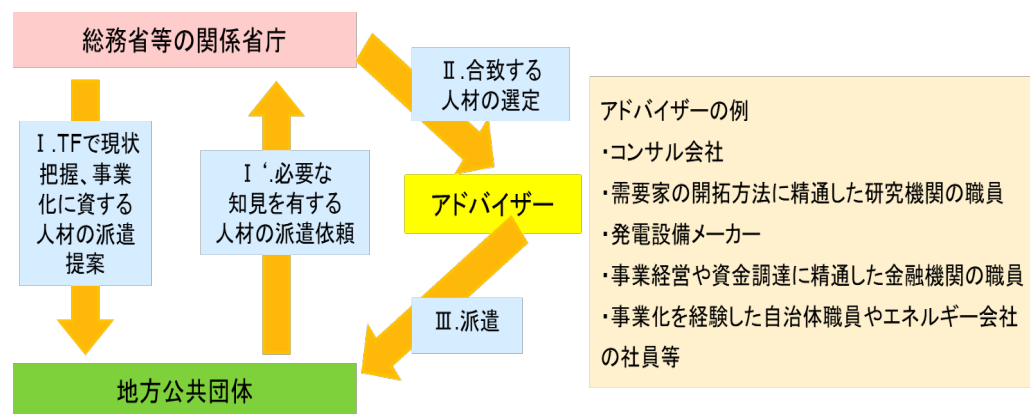 総務省等の関係省庁
Ⅱ.合致する
人材の選定
Ⅰ.TFで現状
把握、事業
化に資する
人材の派遣
提案
Ⅰ‘.必要な
知見を有する
人材の派遣依頼
アドバイザー
Ⅲ.派遣
地方公共団体
アドバイザーの例
・コンサル会社
・需要家の開拓方法に精通した研究機関の職員
・発電設備メーカー
・事業経営や資金調達に精通した金融機関の職員
・事業化を経験した自治体職員やエネルギー会社
の社員等